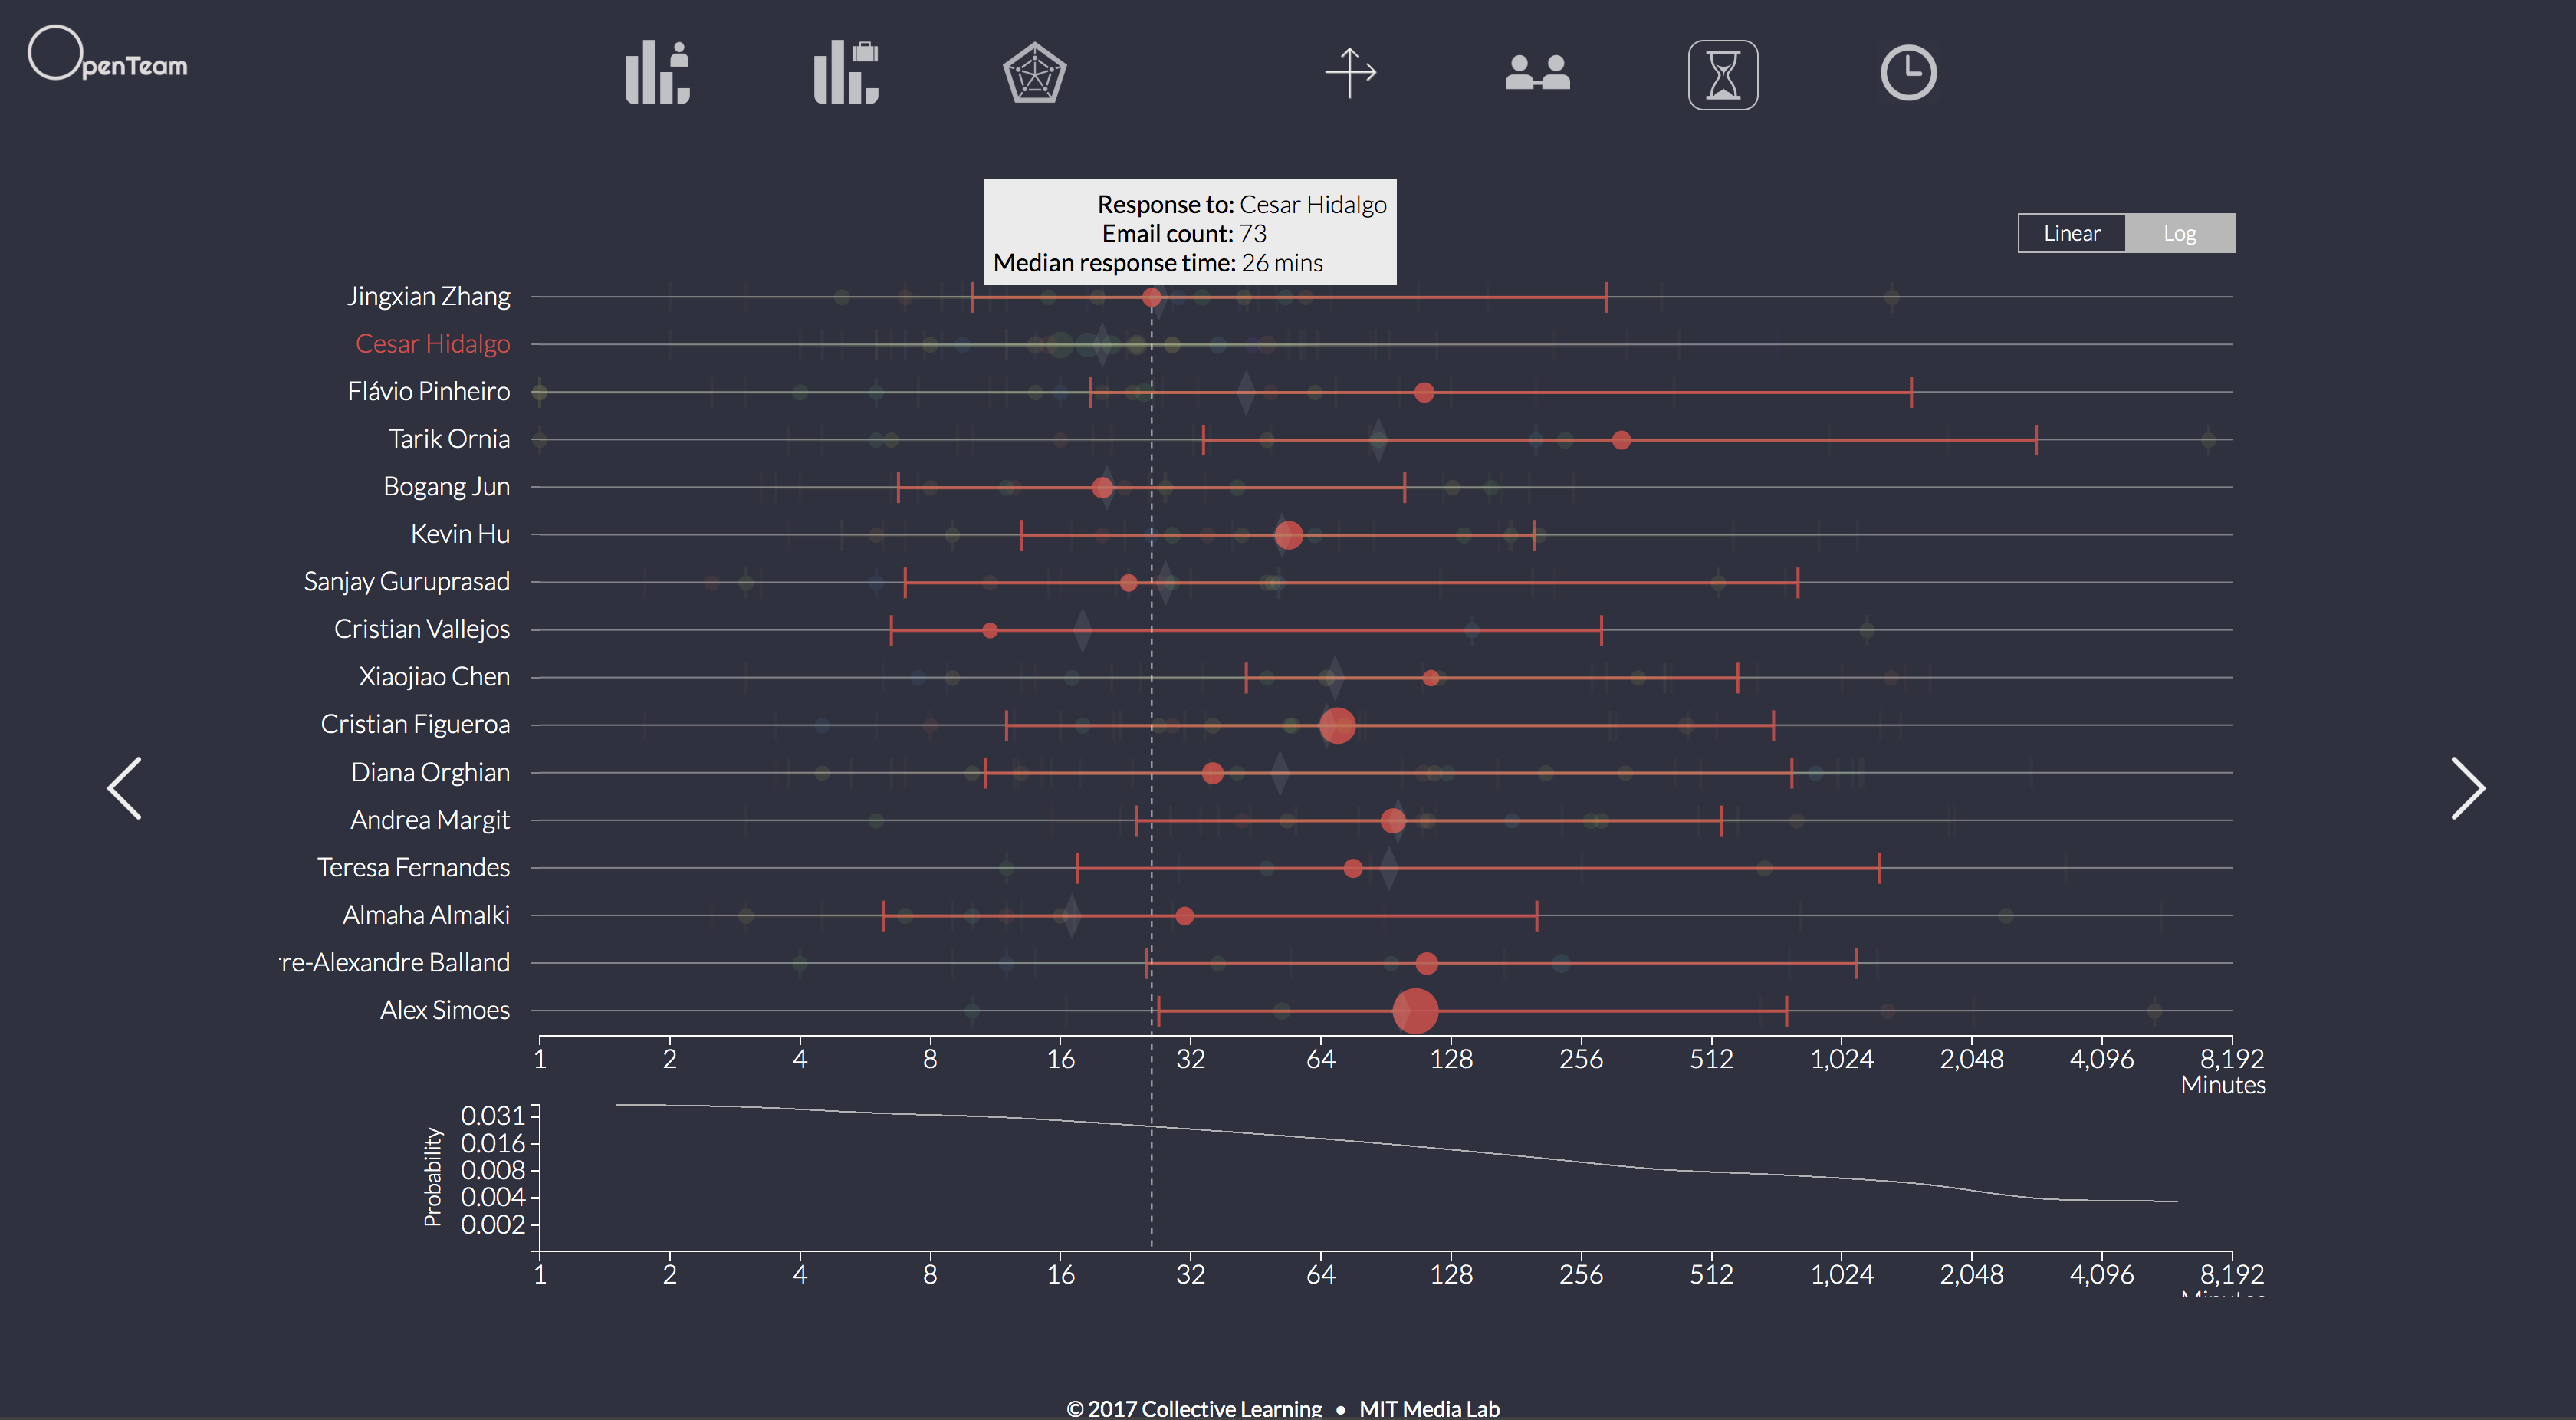 OpenTeam
Response to: Cesar Hidalgo
Email count: 73
Median response time: 26 mins
Linear Log
Jingxian Zhang
Cesar Hidalgo
Flávio Pinheiro
Tarik Ornia
Bogang Jun
Kevin Hu
Sanjay Guruprasad
Cristian Vallejos
Xiaojiao Chen
Cristian Figueroa
Diana Orghian
Andrea Margit
Teresa Fernandes
Almaha Almalki
re-Alexandre Balland
Alex Simoes
1 2 4 8 16 32 64 128 256 512 1,024 2,048 4,096 8,192
Minutes
Probability
0.031
0.016
0.008
0.004
0.002
1 2 4 8 16 32 64 128 256 512 1,024 2,048 4,096 8,192
© 2017 Collective Learning • MIT Media Lab